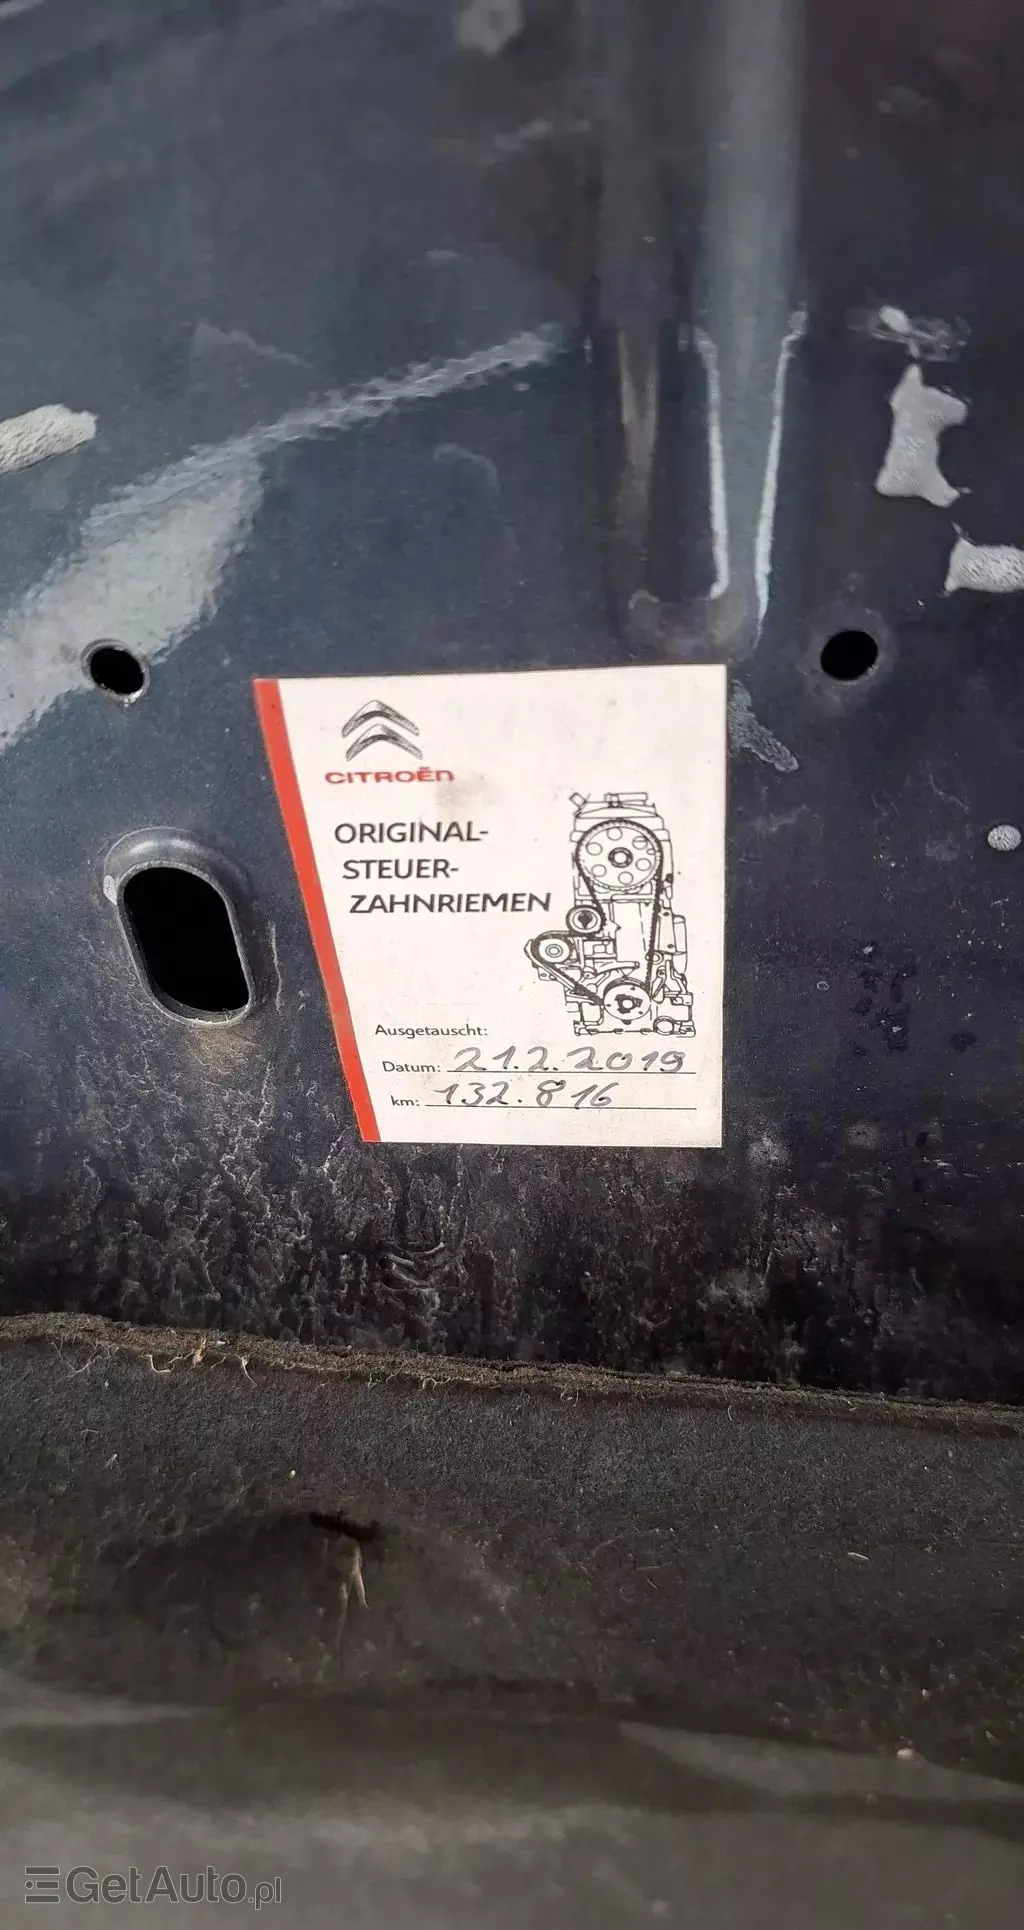 CITROËN
ORIGINAL-
STEUER-
ZAHNRIEMEN
Ausgetauscht:
Datum: 21.2.2019
km: 132.816
GetAuto.pl